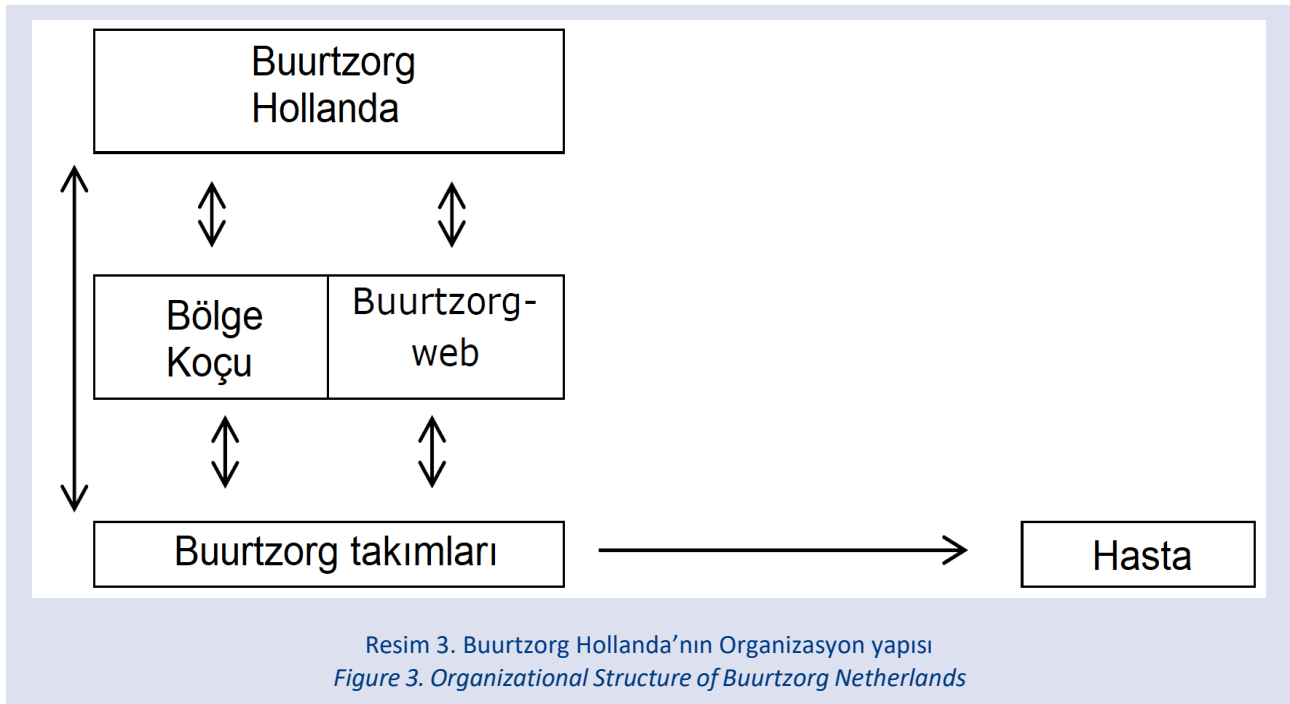 Buurtzorg
Hollanda
Bölge
Koçu
Buurtzorg-
web
Buurtzorg takımları
Hasta
Resim 3. Buurtzorg Hollanda’nın Organizasyon yapısı
Figure 3. Organizational Structure of Buurtzorg Netherlands